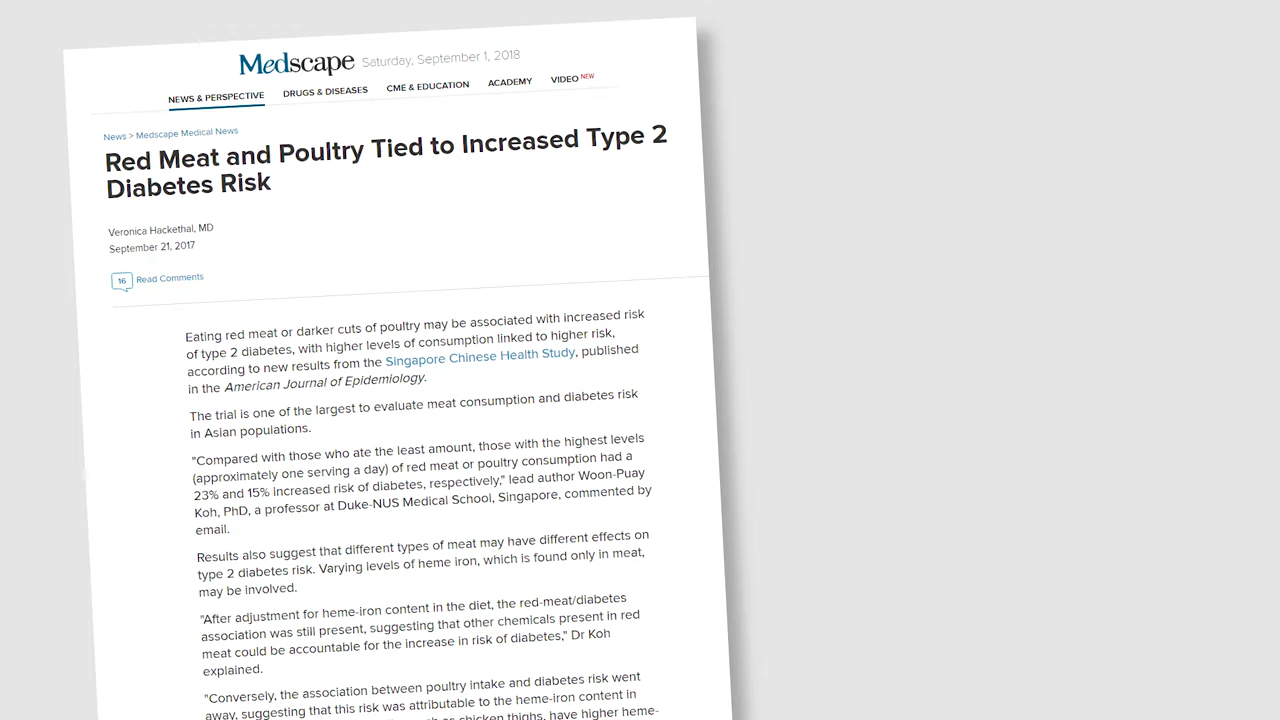 Medscape Saturday, September 1, 2018
NEWS & PERSPECTIVE DRUGS & DISEASES CME & EDUCATION ACADEMY VIDEO NEW
News > Medscape Medical News
Red Meat and Poultry Tied to Increased Type 2
Diabetes Risk
Veronica Hackethal, MD
September 21, 2017
16 Read Comments
Eating red meat or darker cuts of poultry may be associated with increased risk
of type 2 diabetes, with higher levels of consumption linked to higher risk,
according to new results from the Singapore Chinese Health Study, published
in the American Journal of Epidemiology.
The trial is one of the largest to evaluate meat consumption and diabetes risk
in Asian populations.
"Compared with those who ate the least amount, those with the highest levels
(approximately one serving a day) of red meat or poultry consumption had a
23% and 15% increased risk of diabetes, respectively," lead author Woon-Puay
Koh, PhD, a professor at Duke-NUS Medical School, Singapore, commented by
email.
Results also suggest that different types of meat may have different effects on
type 2 diabetes risk. Varying levels of heme iron, which is found only in meat,
may be involved.
"After adjustment for heme-iron content in the diet, the red-meat/diabetes
association was still present, suggesting that other chemicals present in red
meat could be accountable for the increase in risk of diabetes," Dr Koh
explained.
"Conversely, the association between poultry intake and diabetes risk went
away, suggesting that this risk was attributable to the heme-iron content in
as chicken thighs, have higher heme-